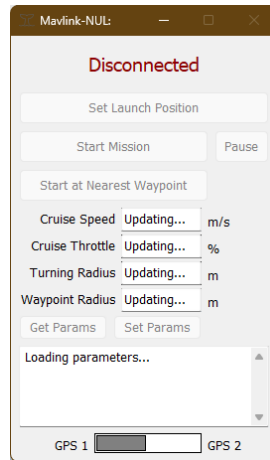 Mavlink-NUL:
Disconnected
Set Launch Position
Start Mission Pause
Start at Nearest Waypoint
Cruise Speed Updating... m/s
Cruise Throttle Updating... %
Turning Radius Updating... m
Waypoint Radius Updating... m
Get Params Set Params
Loading parameters...
GPS 1 GPS 2